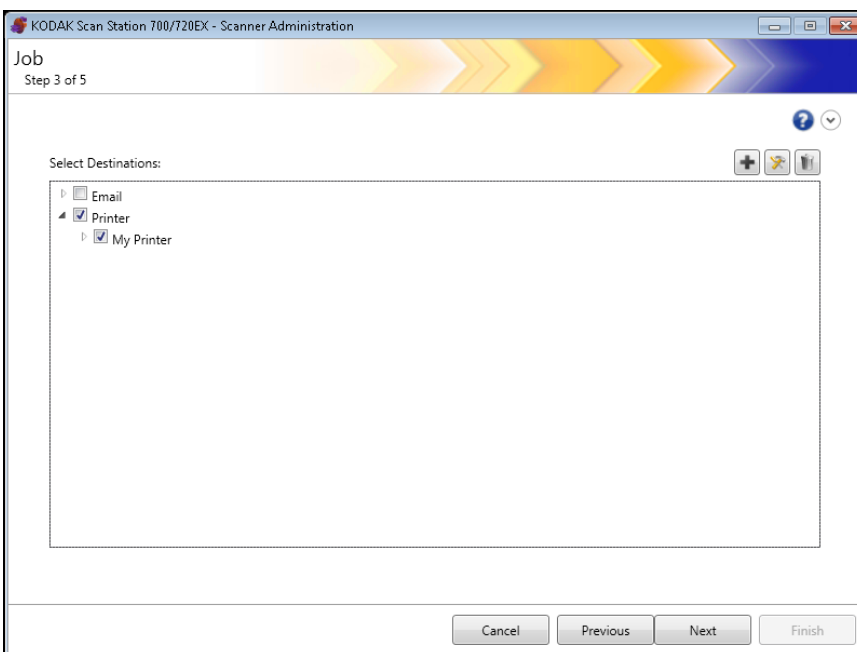 KODAK Scan Station 700/720EX - Scanner Administration
Job
Step 3 of 5
?
Select Destinations:
Email
Printer
My Printer
Cancel Previous Next Finish